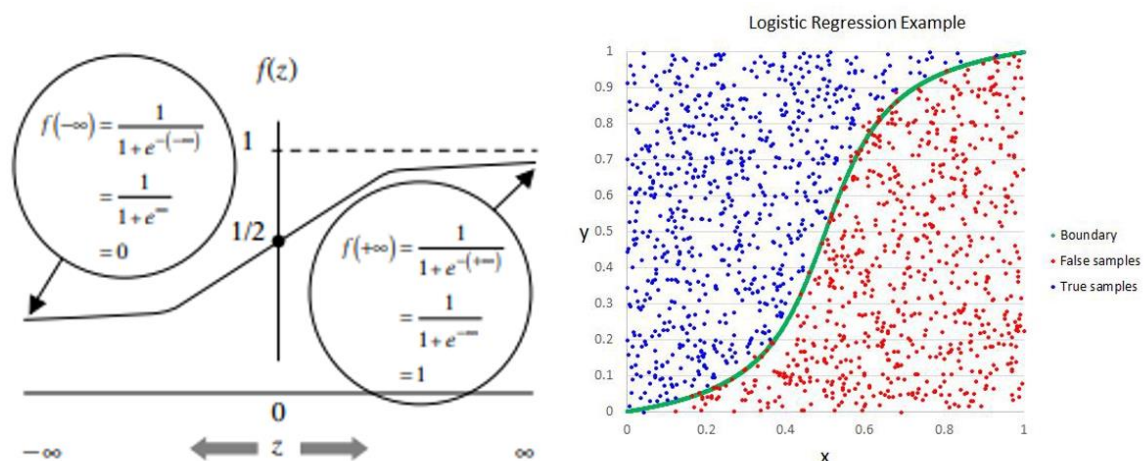 f(z)
f(−∞) = 1 / 1 + e^−(−∞)
= 1 / 1 + e^∞
= 0
1
1/2
f(+∞) = 1 / 1 + e^−(+∞)
= 1 / 1 + e^−∞
= 1
0
−∞ z ∞
Logistic Regression Example
1
0.9
0.8
0.7
0.6
y 0.5
0.4
0.3
0.2
0.1
0
0 0.2 0.4 0.6 0.8 1
x
Boundary
False samples
True samples